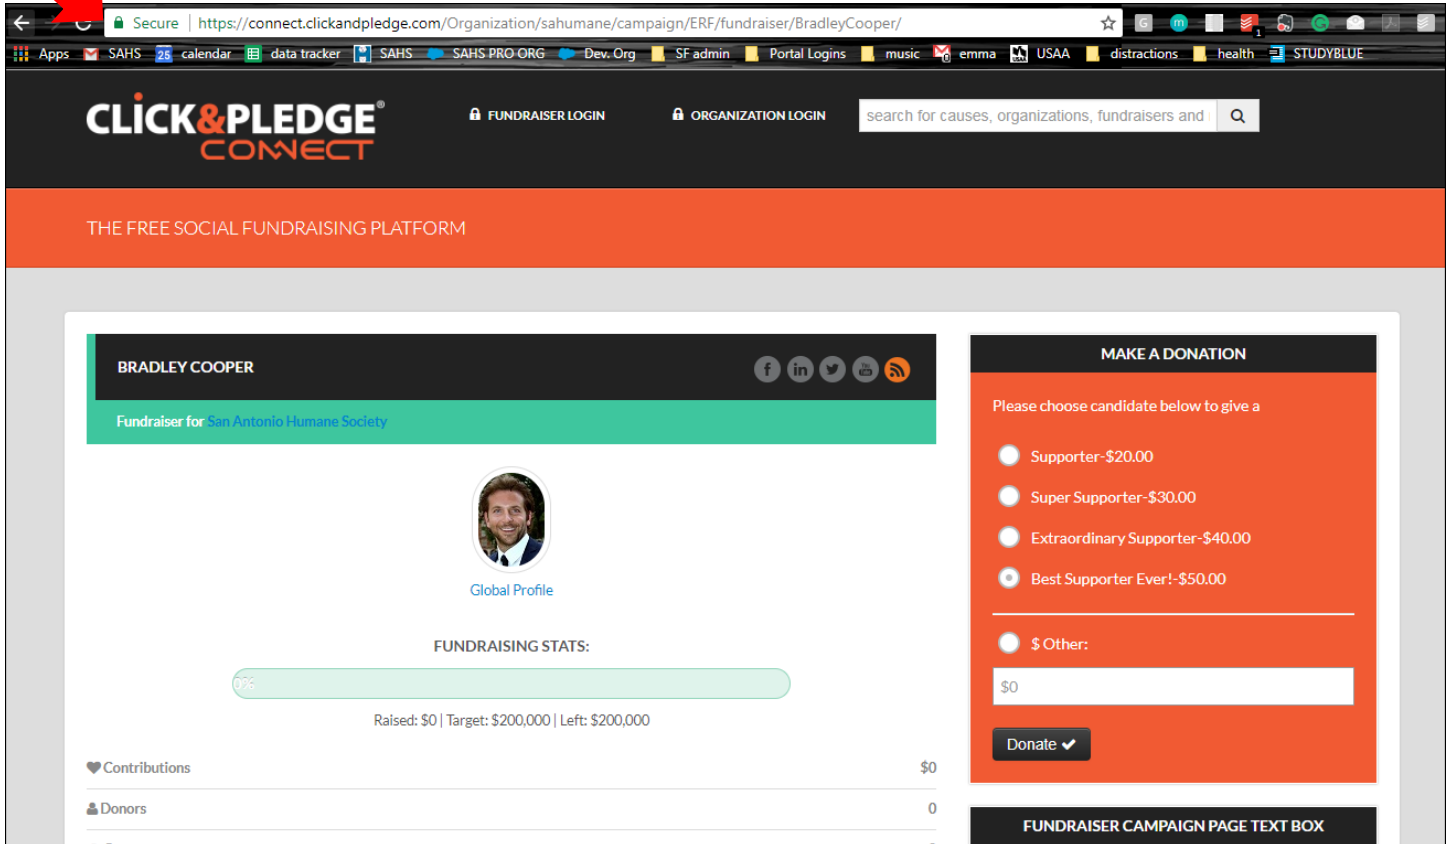 Secure | https://connect.clickandpledge.com/Organization/sahumane/campaign/ERF/fundraiser/BradleyCooper/
Apps SAHS 25 calendar data tracker SAHS SAHS PRO ORG Dev. Org SF admin Portal Logins music emma USAA distractions health STUDYBLUE
CLICK&PLEDGE®
CONNECT
FUNDRAISER LOGIN
ORGANIZATION LOGIN
search for causes, organizations, fundraisers and
THE FREE SOCIAL FUNDRAISING PLATFORM
BRADLEY COOPER
Fundraiser for San Antonio Humane Society
Global Profile
FUNDRAISING STATS:
0%
Raised: $0 | Target: $200,000 | Left: $200,000
Contributions $0
Donors 0
MAKE A DONATION
Please choose candidate below to give a
Supporter-$20.00
Super Supporter-$30.00
Extraordinary Supporter-$40.00
Best Supporter Ever!-$50.00
$ Other:
$0
Donate
FUNDRAISER CAMPAIGN PAGE TEXT BOX